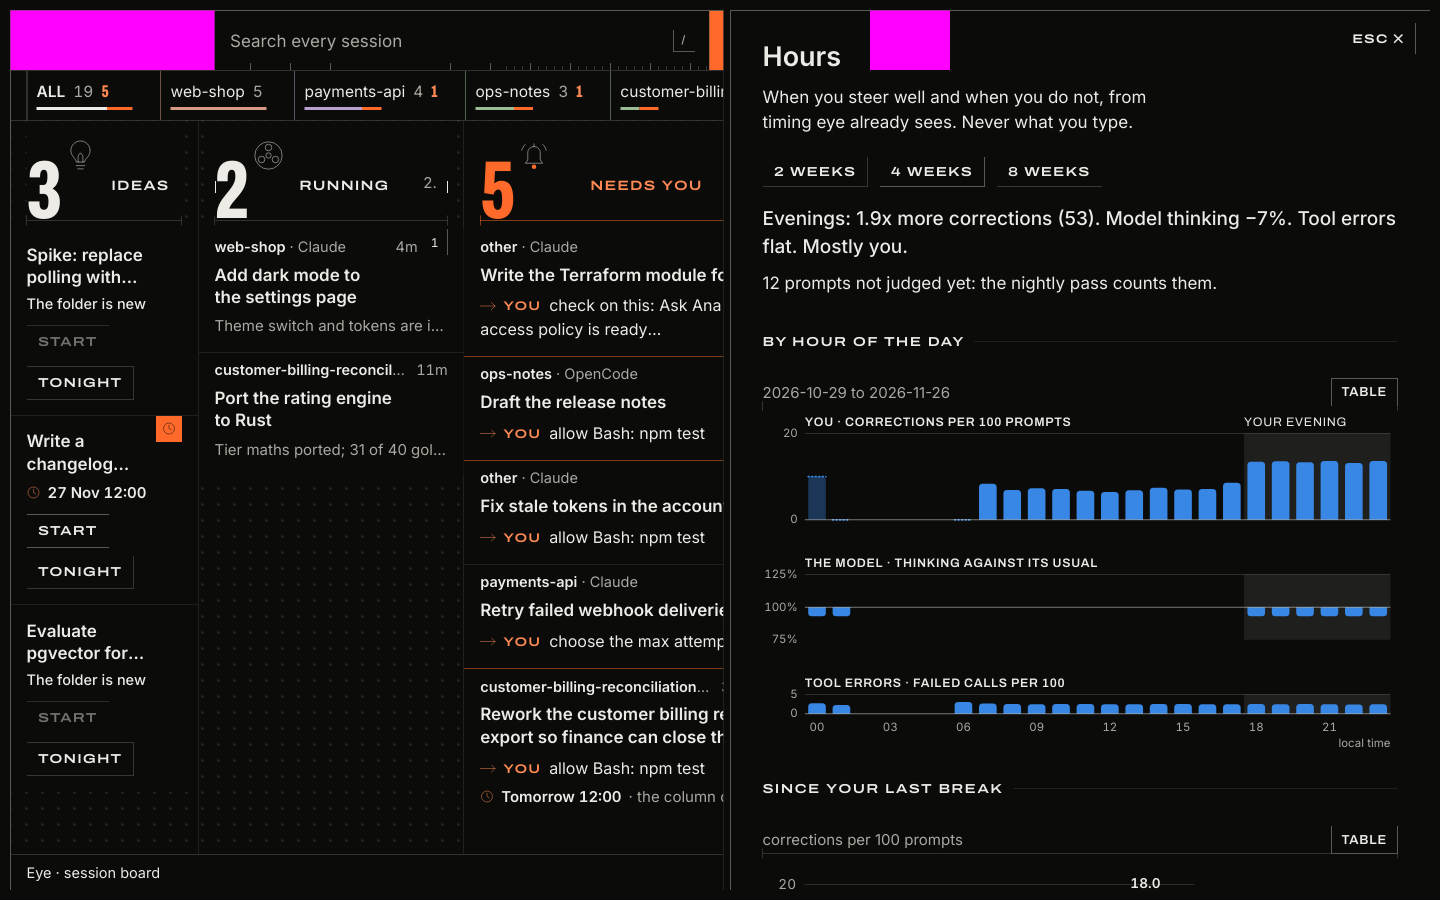 Search every session
/
ALL 19 5
web-shop 5
payments-api 4 1
ops-notes 3 1
customer-billin
3
IDEAS
Spike: replace
polling with...
The folder is new
START
TONIGHT
Write a
changelog...
27 Nov 12:00
START
TONIGHT
Evaluate
pgvector for...
The folder is new
START
TONIGHT
2
RUNNING
2.
web-shop · Claude 4m 1
Add dark mode to
the settings page
Theme switch and tokens are i...
customer-billing-reconcil... 11m
Port the rating engine
to Rust
Tier maths ported; 31 of 40 gol...
5
NEEDS YOU
other · Claude
Write the Terraform module fo
→ YOU check on this: Ask Ana
access policy is ready...
ops-notes · OpenCode
Draft the release notes
→ YOU allow Bash: npm test
other · Claude
Fix stale tokens in the accoun
→ YOU allow Bash: npm test
payments-api · Claude
Retry failed webhook deliverie
→ YOU choose the max attemp
customer-billing-reconciliation...
Rework the customer billing re
export so finance can close th
→ YOU allow Bash: npm test
Tomorrow 12:00 · the column
Eye · session board
Hours
ESC ×
When you steer well and when you do not, from
timing eye already sees. Never what you type.
2 WEEKS
4 WEEKS
8 WEEKS
Evenings: 1.9x more corrections (53). Model thinking −7%. Tool errors
flat. Mostly you.
12 prompts not judged yet: the nightly pass counts them.
BY HOUR OF THE DAY
2026-10-29 to 2026-11-26
TABLE
YOU · CORRECTIONS PER 100 PROMPTS
YOUR EVENING
20
0
THE MODEL · THINKING AGAINST ITS USUAL
125%
100%
75%
TOOL ERRORS · FAILED CALLS PER 100
5
0
00 03 06 09 12 15 18 21
local time
SINCE YOUR LAST BREAK
corrections per 100 prompts
TABLE
20
18.0